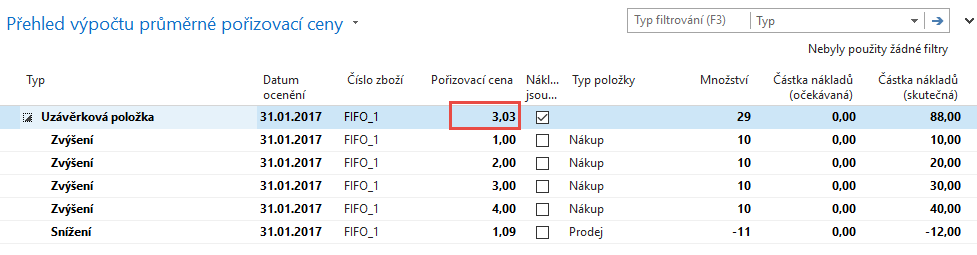 Přehled výpočtu průměrné pořizovací ceny
Typ filtrování (F3) Typ
Nebyly použity žádné filtry
Typ Datum ocenění Číslo zboží Pořizovací cena Nákl... jsou... Typ položky Množství Částka nákladů (očekávaná) Částka nákladů (skutečná)
Uzávěrková položka 31.01.2017 FIFO_1 3,03 29 0,00 88,00
Zvýšení 31.01.2017 FIFO_1 1,00 Nákup 10 0,00 10,00
Zvýšení 31.01.2017 FIFO_1 2,00 Nákup 10 0,00 20,00
Zvýšení 31.01.2017 FIFO_1 3,00 Nákup 10 0,00 30,00
Zvýšení 31.01.2017 FIFO_1 4,00 Nákup 10 0,00 40,00
Snížení 31.01.2017 FIFO_1 1,09 Prodej -11 0,00 -12,00